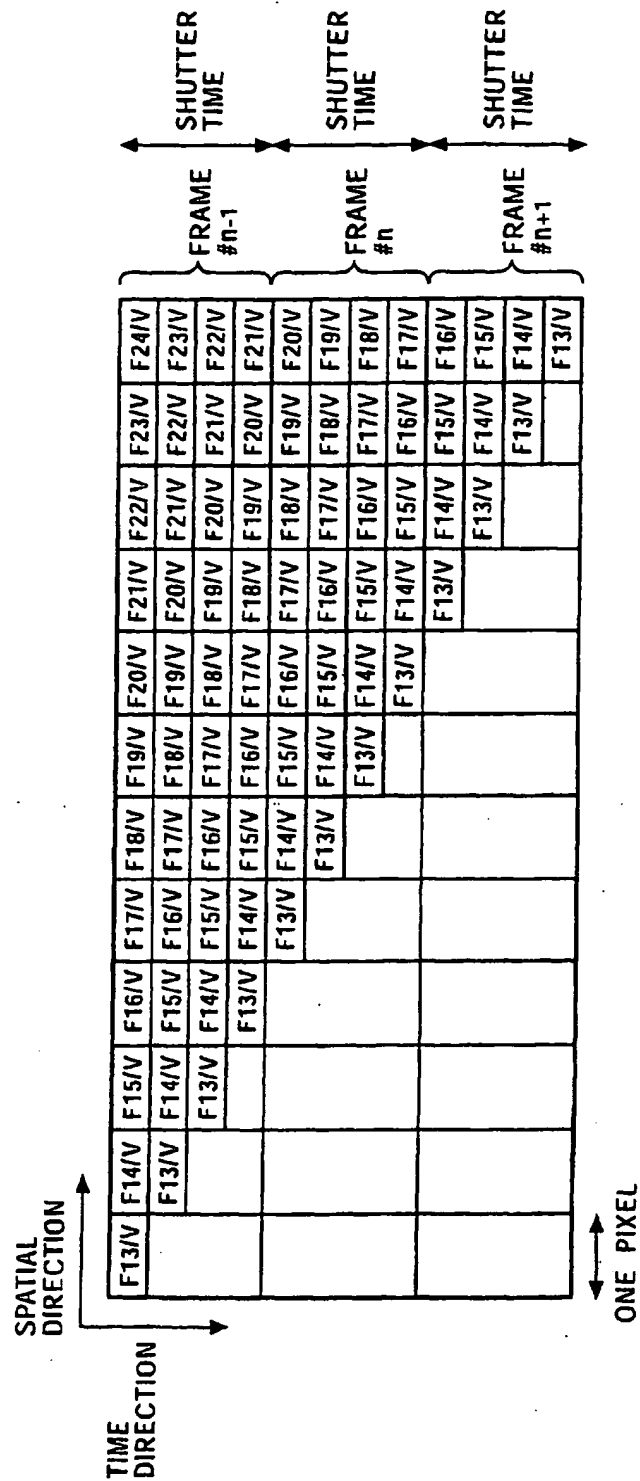 SPATIAL
DIRECTION
TIME
DIRECTION
F13/V F14/V F15/V F16/V F17/V F18/V F19/V F20/V F21/V F22/V F23/V F24/V
F13/V F14/V F15/V F16/V F17/V F18/V F19/V F20/V F21/V F22/V F23/V
F13/V F14/V F15/V F16/V F17/V F18/V F19/V F20/V F21/V F22/V
F13/V F14/V F15/V F16/V F17/V F18/V F19/V F20/V F21/V
FRAME
#n-1
SHUTTER
TIME
F13/V F14/V F15/V F16/V F17/V F18/V F19/V F20/V
F13/V F14/V F15/V F16/V F17/V F18/V F19/V
F13/V F14/V F15/V F16/V F17/V F18/V
F13/V F14/V F15/V F16/V F17/V
FRAME
#n
SHUTTER
TIME
F13/V F14/V F15/V F16/V
F13/V F14/V F15/V
F13/V F14/V
F13/V
FRAME
#n+1
SHUTTER
TIME
ONE PIXEL